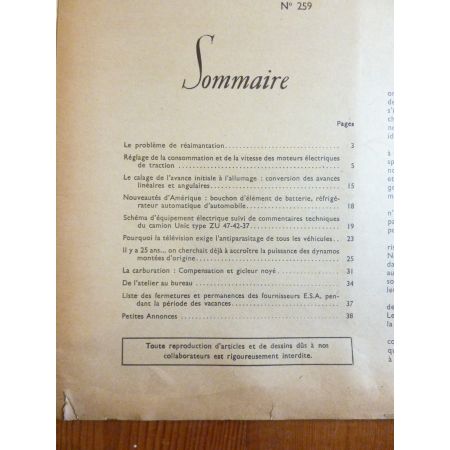 N° 259
Sommaire
Pages
Le problème de réaimantation 3
Réglage de la consommation et de la vitesse des moteurs électriques
de traction 5
Le calage de l'avance initiale à l'allumage : conversion des avances
linéaires et angulaires 15
Nouveautés d'Amérique : bouchon d'élément de batterie, réfrigé-
rateur automatique d'automobile 18
Schéma d'équipement électrique suivi de commentaires techniques
du camion Unic type ZU 47-42-37 19
Pourquoi la télévision exige l'antiparasitage de tous les véhicules.. 23
Il y a 25 ans... on cherchait déjà à accroître la puissance des dynamos
montées d'origine 25
La carburation : Compensation et gicleur noyé 31
De l'atelier au bureau 34
Liste des fermetures et permanences des fournisseurs E.S.A. pen-
dant la période des vacances 37
Petites Annonces 38
Toute reproduction d'articles et de dessins dûs à nos
collaborateurs est rigoureusement interdite.